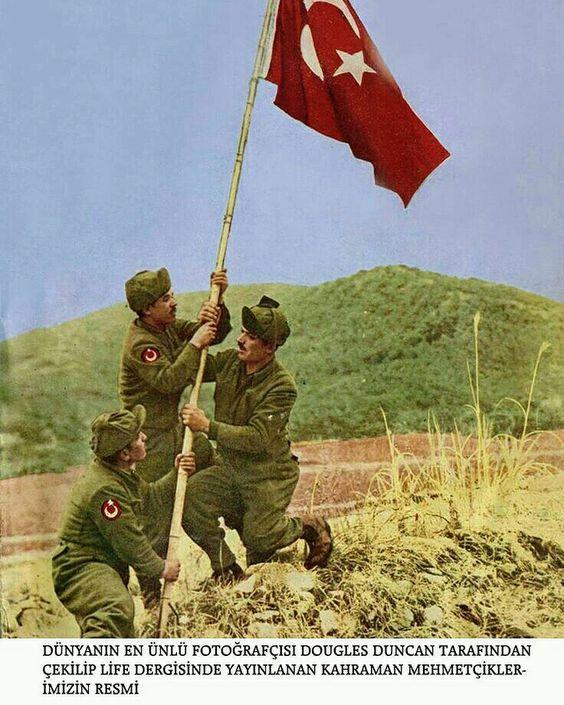 DÜNYANIN EN ÜNLÜ FOTOĞRAFÇISI DOUGLES DUNCAN TARAFINDAN
ÇEKİLİP LİFE DERGİSİNDE YAYINLANAN KAHRAMAN MEHMETÇİKLER-
İMİZİN RESMİ